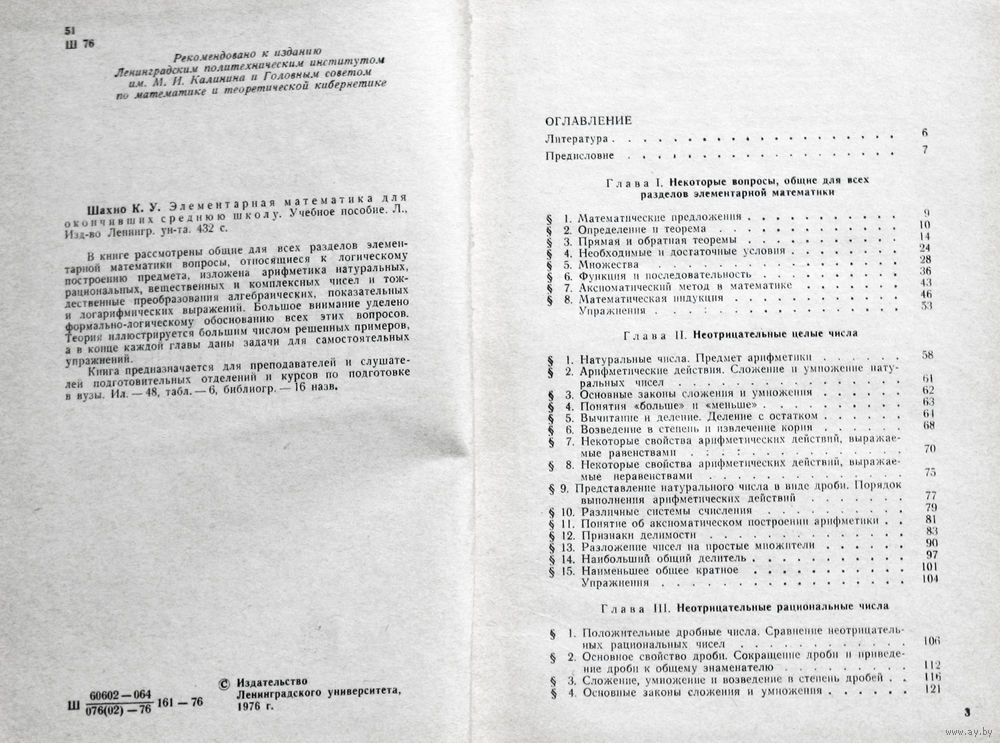 51
Ш 76
Рекомендовано к изданию
Ленинградским политехническим институтом
им. М. И. Калинина и Головным советом
по математике и теоретической кибернетике
Шахно К. У. Элементарная математика для
окончивших среднюю школу. Учебное пособие. Л.,
Изд-во Ленингр. ун-та. 432 с.
В книге рассмотрены общие для всех разделов элемен-
тарной математики вопросы, относящиеся к логическому
построению предмета, изложена арифметика натуральных,
рациональных, вещественных и комплексных чисел и тож-
дественные преобразования алгебраических, показательных
и логарифмических выражений. Большое внимание уделено
формально-логическому обоснованию всех этих вопросов.
Теория иллюстрируется большим числом решенных примеров,
а в конце каждой главы даны задачи для самостоятельных
упражнений.
Книга предназначается для преподавателей и слушате-
лей подготовительных отделений и курсов по подготовке
в вузы. Ил. — 48, табл. — 6, библиогр. — 16 назв.
Ш 60602—064
076(02)—76 161—76
© Издательство
Ленинградского университета,
1976 г.
ОГЛАВЛЕНИЕ
Литература . . . . . . . . . . . . . . . . . . 6
Предисловие . . . . . . . . . . . . . . . . . . 7
Глава I. Некоторые вопросы, общие для всех
разделов элементарной математики
§ 1. Математические предложения . . . . . . . . . . 9
§ 2. Определение и теорема . . . . . . . . . . . . 10
§ 3. Прямая и обратная теоремы . . . . . . . . . . 14
§ 4. Необходимые и достаточные условия . . . . . . . 24
§ 5. Множества . . . . . . . . . . . . . . . . 28
§ 6. Функция и последовательность . . . . . . . . . 36
§ 7. Аксиоматический метод в математике . . . . . . . 43
§ 8. Математическая индукция . . . . . . . . . . . 46
Упражнения . . . . . . . . . . . . . . . 53
Глава II. Неотрицательные целые числа
§ 1. Натуральные числа. Предмет арифметики . . . . . . 58
§ 2. Арифметические действия. Сложение и умножение нату-
ральных чисел . . . . . . . . . . . . . . 61
§ 3. Основные законы сложения и умножения . . . . . . 62
§ 4. Понятия «больше» и «меньше» . . . . . . . . . 63
§ 5. Вычитание и деление. Деление с остатком . . . . . 64
§ 6. Возведение в степень и извлечение корня . . . . . 68
§ 7. Некоторые свойства арифметических действий, выражае-
мые равенствами . . . . . . . . . . . . . 70
§ 8. Некоторые свойства арифметических действий, выражае-
мые неравенствами . . . . . . . . . . . . 75
§ 9. Представление натурального числа в виде дроби. Порядок
выполнения арифметических действий . . . . . . . 77
§ 10. Различные системы счисления . . . . . . . . . 79
§ 11. Понятие об аксиоматическом построении арифметики . . 81
§ 12. Признаки делимости . . . . . . . . . . . . 83
§ 13. Разложение чисел на простые множители . . . . . . 90
§ 14. Наибольший общий делитель . . . . . . . . . . 97
§ 15. Наименьшее общее кратное . . . . . . . . . . 101
Упражнения . . . . . . . . . . . . . . . 104
Глава III. Неотрицательные рациональные числа
§ 1. Положительные дробные числа. Сравнение неотрицатель-
ных рациональных чисел . . . . . . . . . . . 106
§ 2. Основное свойство дроби. Сокращение дроби и приведе-
ние дроби к общему знаменателю . . . . . . . . 112
§ 3. Сложение, умножение и возведение в степень дробей . . 116
§ 4. Основные законы сложения и умножения . . . . . . 121
3
www.ay.by